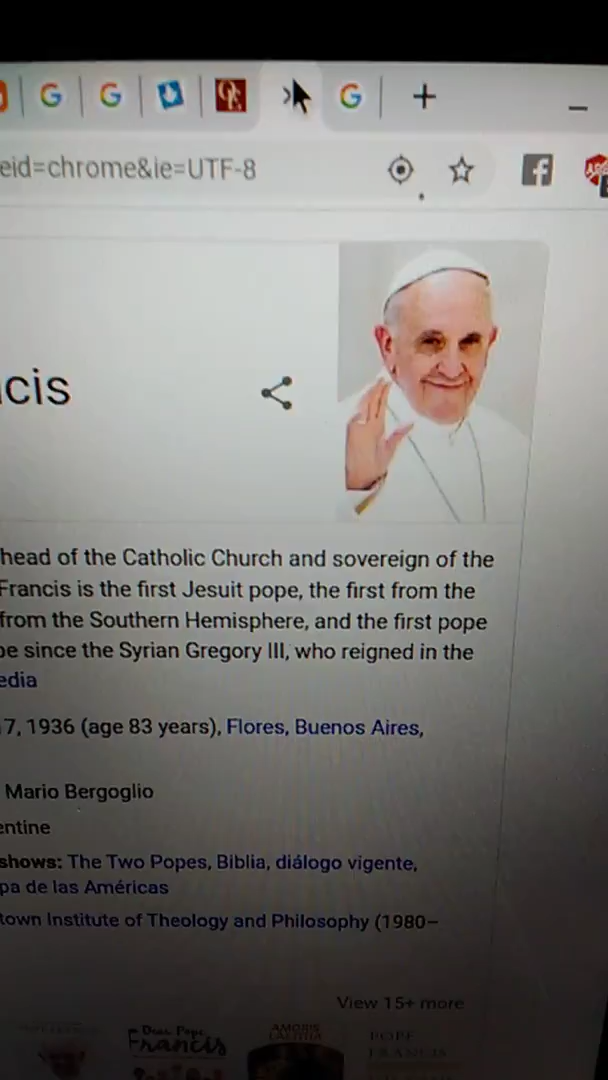 eid=chrome&ie=UTF-8
ncis
head of the Catholic Church and sovereign of the
Francis is the first Jesuit pope, the first from the
from the Southern Hemisphere, and the first pope
pe since the Syrian Gregory III, who reigned in the
edia
7, 1936 (age 83 years), Flores, Buenos Aires,
Mario Bergoglio
entine
shows: The Two Popes, Biblia, diálogo vigente,
pa de las Américas
town Institute of Theology and Philosophy (1980–
View 15+ more
Dear Pope
Francis
AMORIS
LAETITIA
POPE
FRANCIS